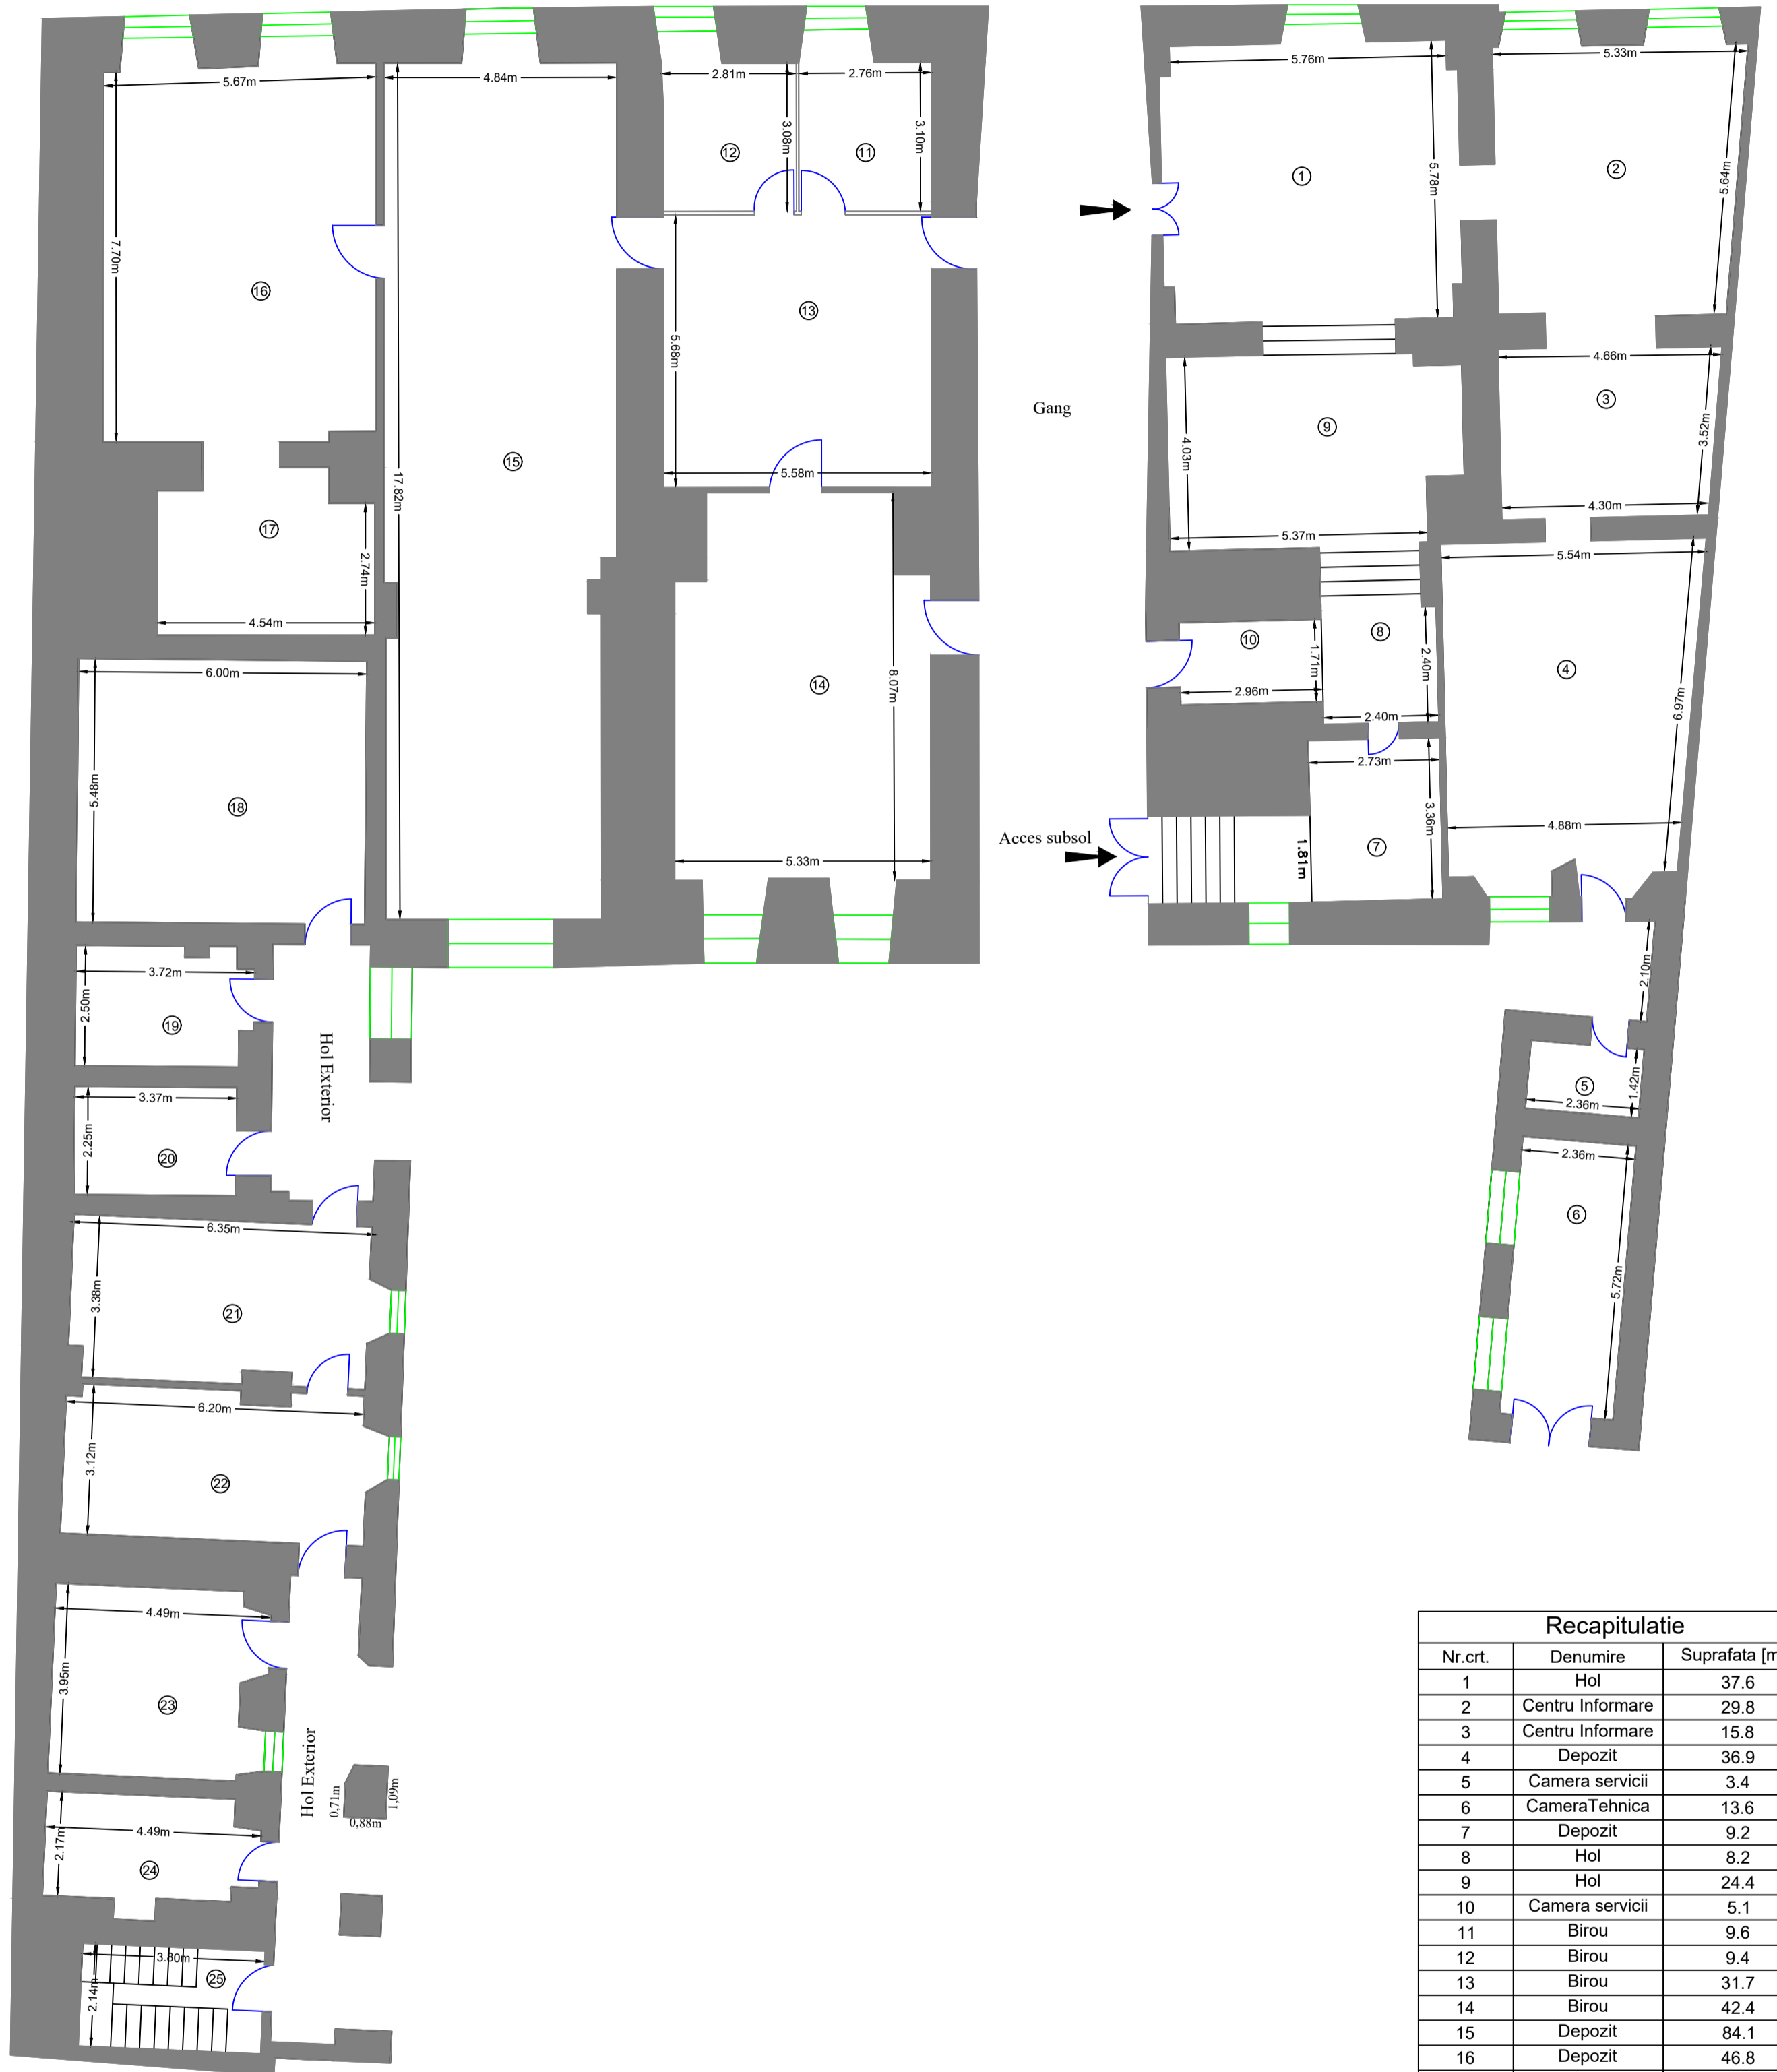 5.67m
4.84m
2.81m
2.76m
3.08m
3.10m
12
11
7.70m
16
13
5.68m
15
17.82m
5.58m
17
2.74m
4.54m
6.00m
14
8.07m
5.48m
18
5.33m
3.72m
2.50m
19
Hol Exterior
3.37m
2.25m
20
6.35m
3.38m
21
6.20m
3.12m
22
4.49m
3.95m
23
Hol Exterior
0,71m
1,09m
0,88m
4.49m
2.17m
24
3.80m
25
2.14m
Gang
Acces subsol
5.76m
5.33m
1
2
5.78m
5.64m
4.66m
3
9
3.52m
4.03m
4.30m
5.37m
5.54m
10
8
1.71m
2.40m
4
2.96m
6.97m
2.40m
2.73m
3.36m
4.88m
1.81m
7
2.10m
5
1.42m
2.36m
2.36m
6
5.72m
Recapitulatie
Nr.crt. Denumire Suprafata [m
1 Hol 37.6
2 Centru Informare 29.8
3 Centru Informare 15.8
4 Depozit 36.9
5 Camera servicii 3.4
6 CameraTehnica 13.6
7 Depozit 9.2
8 Hol 8.2
9 Hol 24.4
10 Camera servicii 5.1
11 Birou 9.6
12 Birou 9.4
13 Birou 31.7
14 Birou 42.4
15 Depozit 84.1
16 Depozit 46.8